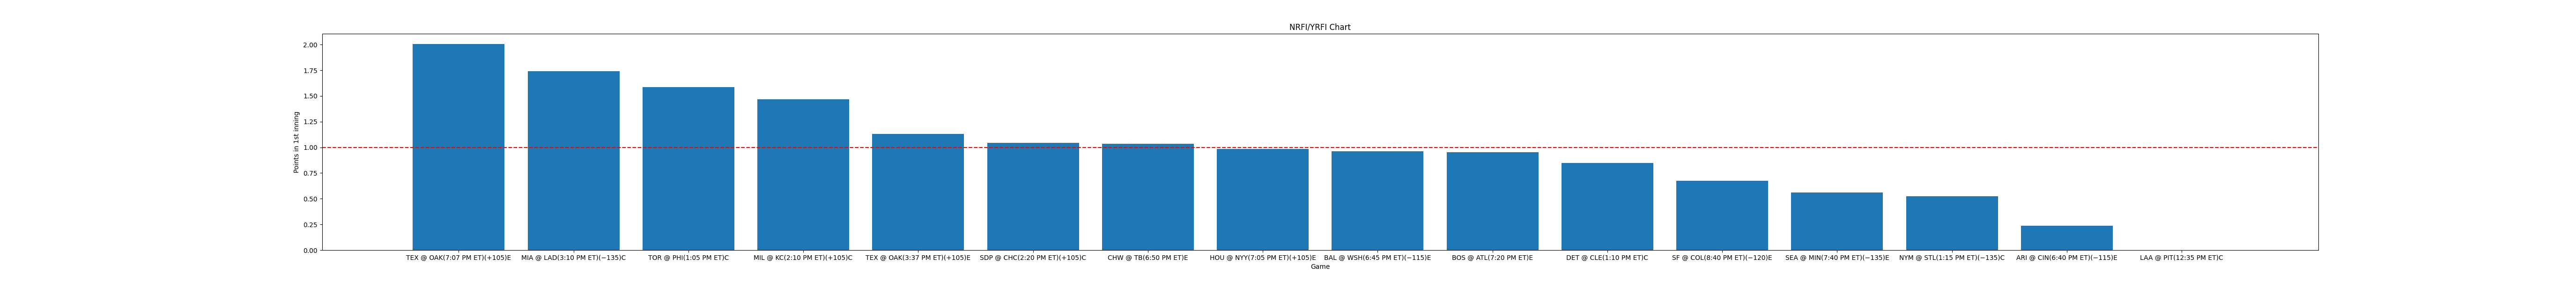 NRFI/YRFI Chart
Points in 1st inning
2.00
1.75
1.50
1.25
1.00
0.75
0.50
0.25
0.00
TEX @ OAK(7:07 PM ET)(+105)E MIA @ LAD(3:10 PM ET)(−135)C TOR @ PHI(1:05 PM ET)C MIL @ KC(2:10 PM ET)(+105)C TEX @ OAK(3:37 PM ET)(+105)E SDP @ CHC(2:20 PM ET)(+105)C CHW @ TB(6:50 PM ET)E HOU @ NYY(7:05 PM ET)(+105)E BAL @ WSH(6:45 PM ET)(−115)E BOS @ ATL(7:20 PM ET)E DET @ CLE(1:10 PM ET)C SF @ COL(8:40 PM ET)(−120)E SEA @ MIN(7:40 PM ET)(−135)E NYM @ STL(1:15 PM ET)(−135)C ARI @ CIN(6:40 PM ET)(−115)E LAA @ PIT(12:35 PM ET)C
Game